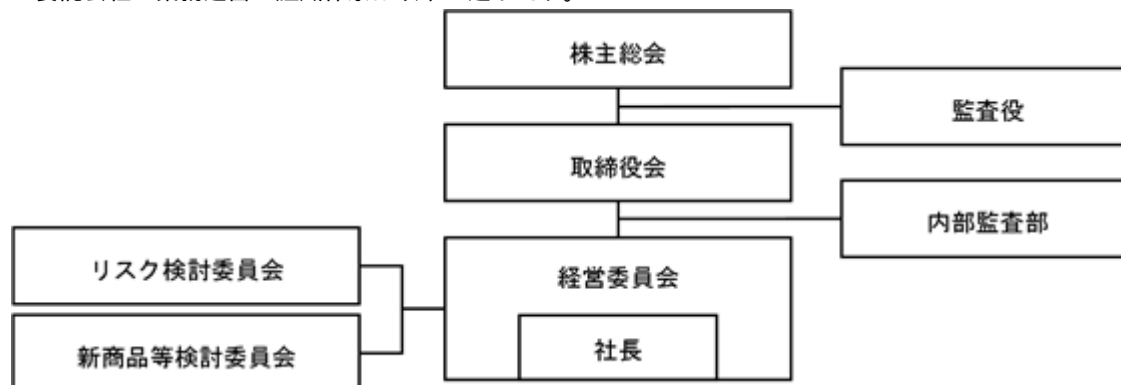 株主総会
監査役
取締役会
内部監査部
リスク検討委員会
経営委員会
新商品等検討委員会
社長